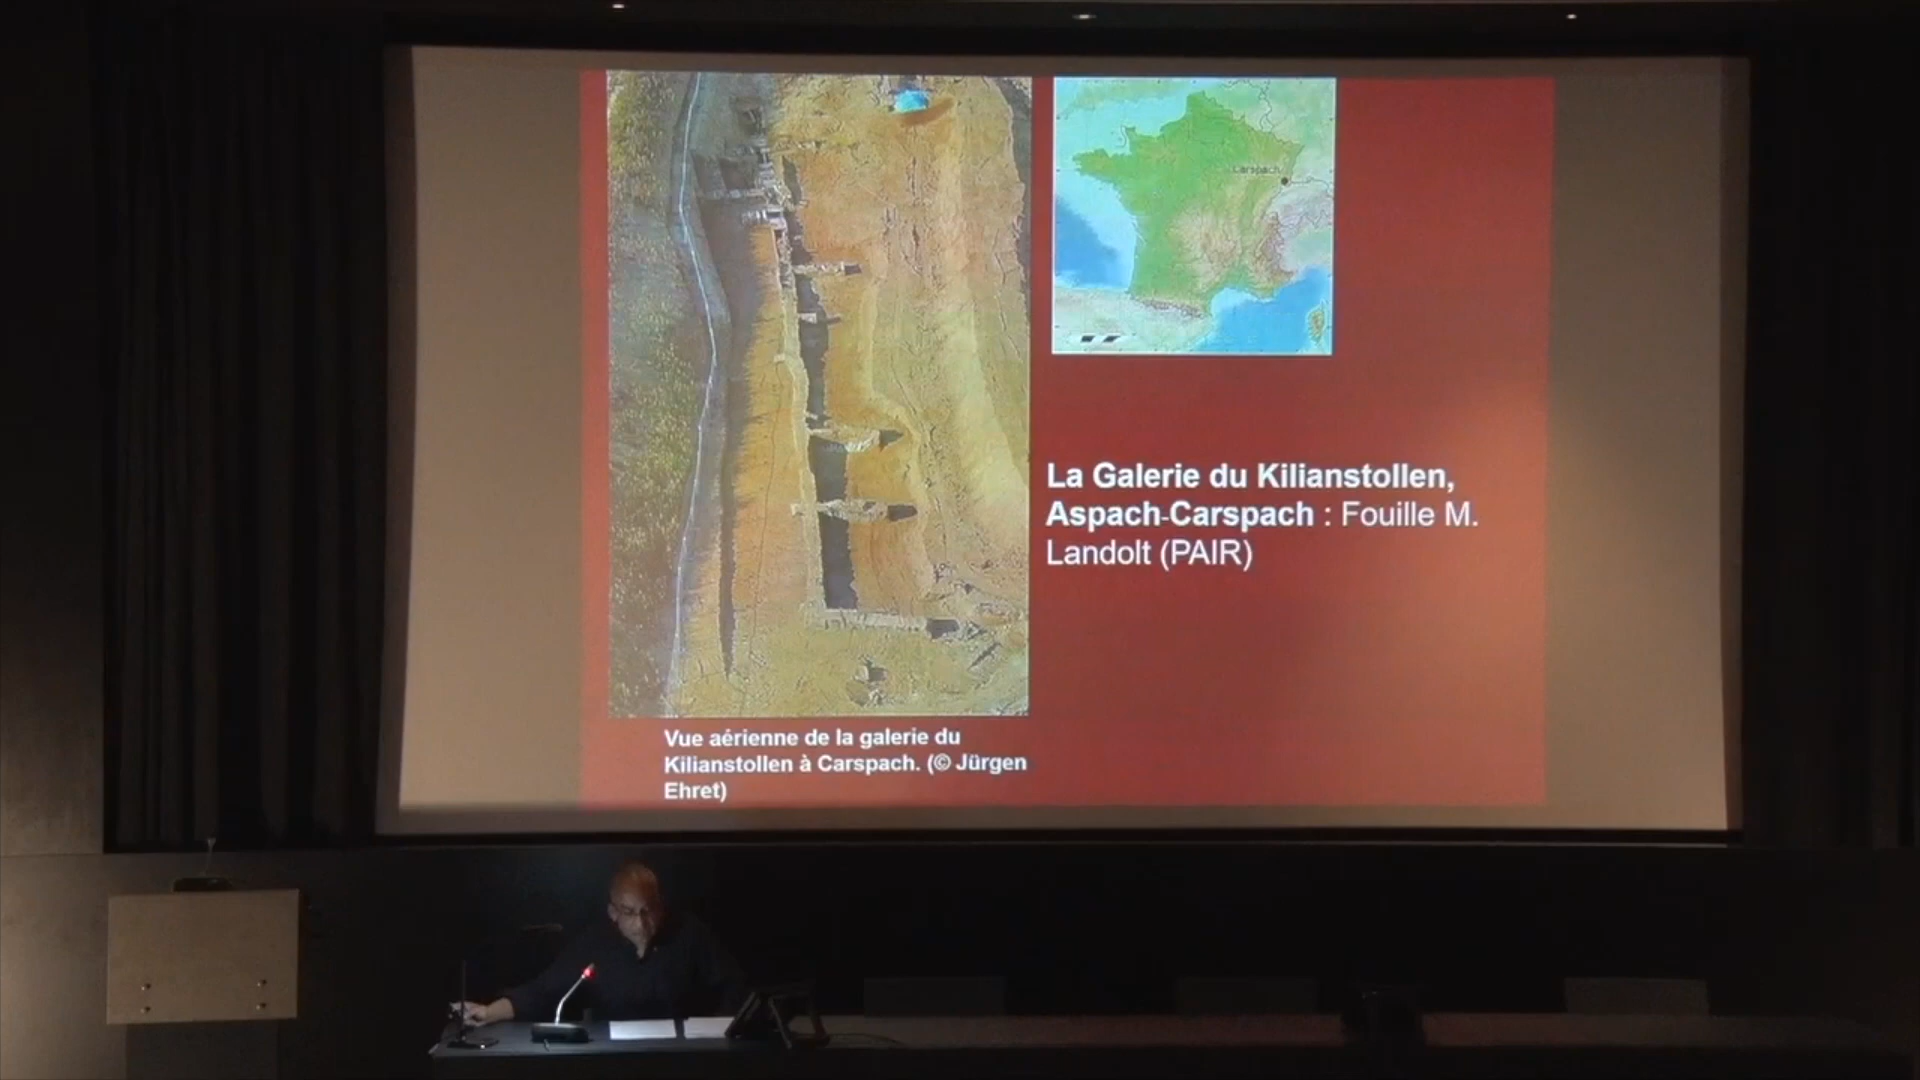 Carspach
La Galerie du Kilianstollen,
Aspach-Carspach : Fouille M.
Landolt (PAIR)
Vue aérienne de la galerie du
Kilianstollen à Carspach. (© Jürgen
Ehret)